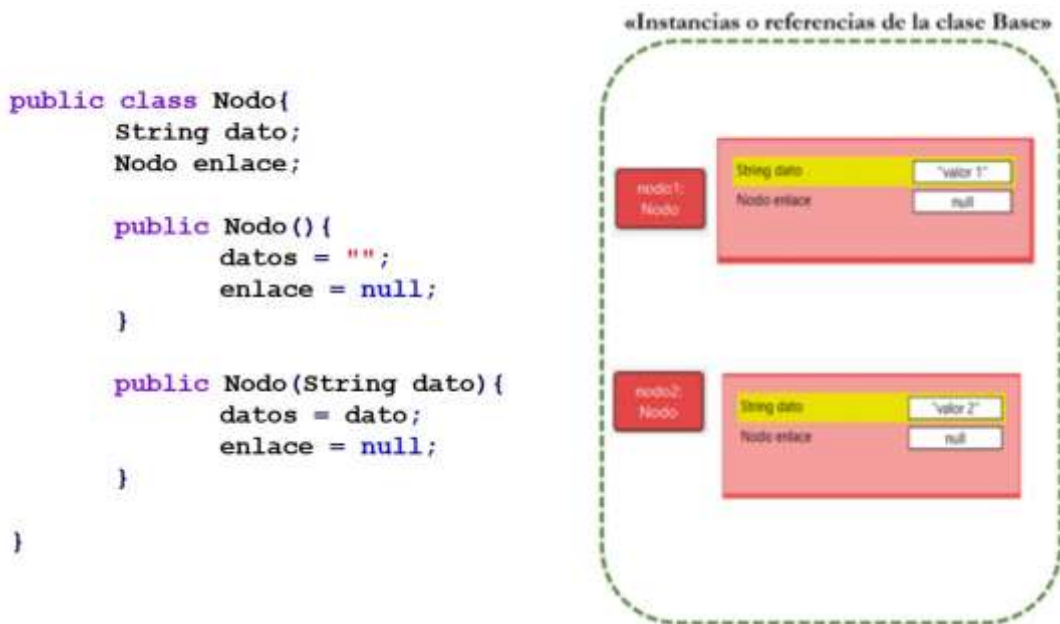 «Instancias o referencias de la clase Base»
public class Nodo{
String dato;
Nodo enlace;
public Nodo(){
datos = "";
enlace = null;
}
public Nodo(String dato){
datos = dato;
enlace = null;
}
}
nodo1:
Nodo
String dato
"valor 1"
Nodo enlace
null
nodo2:
Nodo
String dato
"valor 2"
Nodo enlace
null